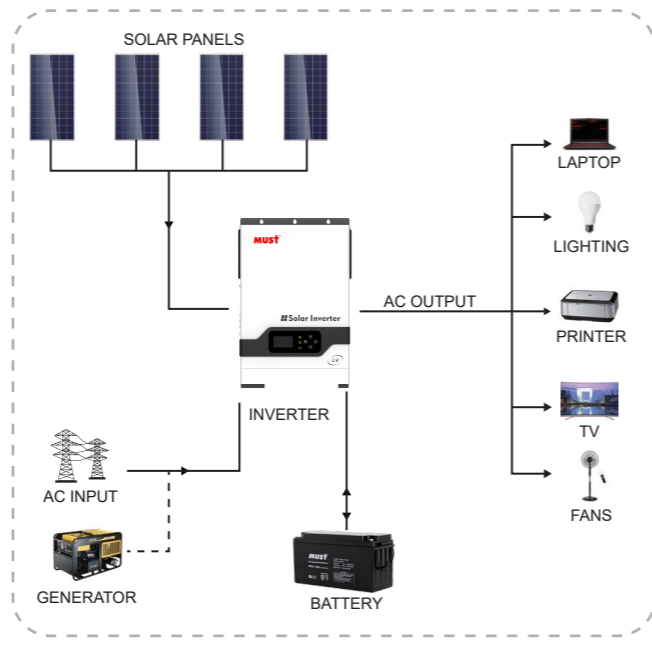 SOLAR PANELS
LAPTOP
MUST
LIGHTING
AC OUTPUT
Solar Inverter
PRINTER
INVERTER
TV
AC INPUT
FANS
MUST
GENERATOR
BATTERY